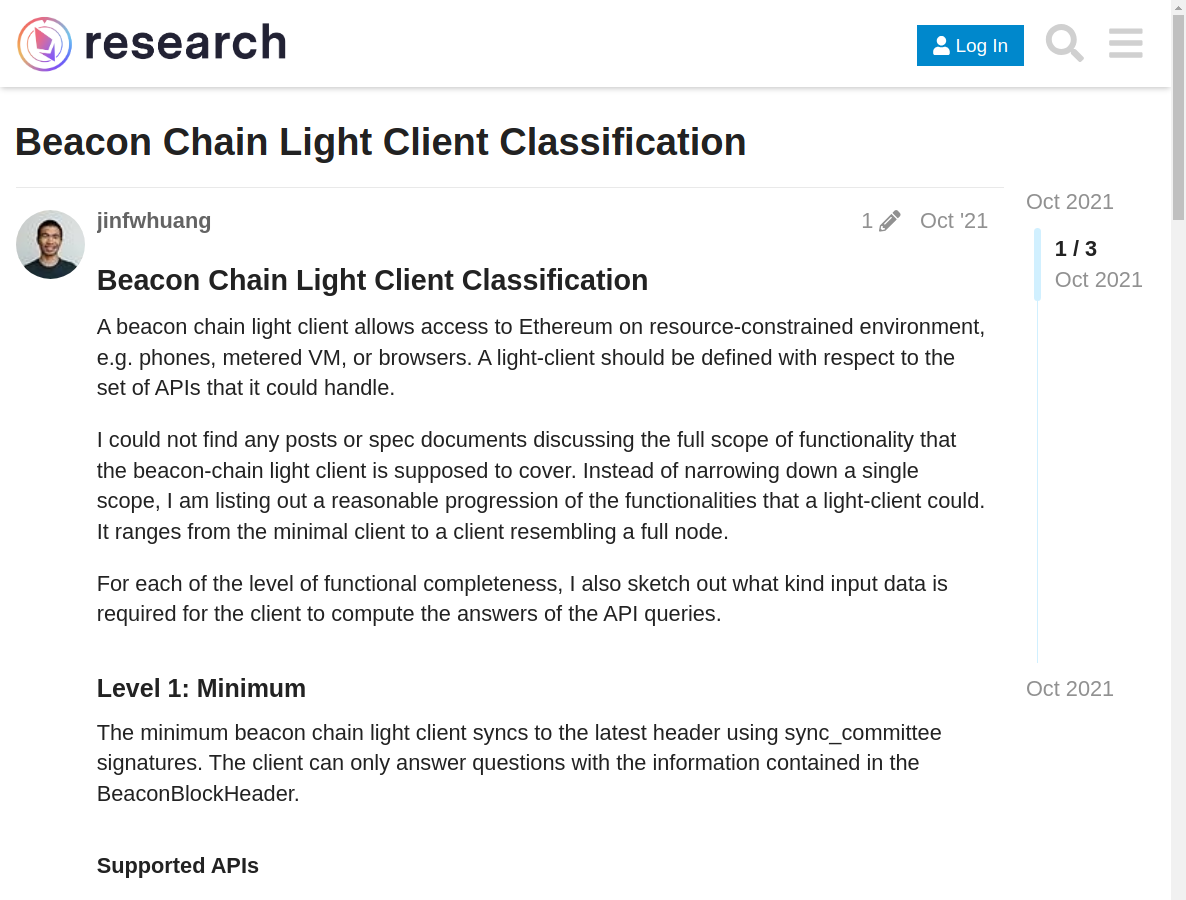 research
Log In
Beacon Chain Light Client Classification
jinfwhuang
1
Oct '21
Beacon Chain Light Client Classification
A beacon chain light client allows access to Ethereum on resource-constrained environment,
e.g. phones, metered VM, or browsers. A light-client should be defined with respect to the
set of APIs that it could handle.
I could not find any posts or spec documents discussing the full scope of functionality that
the beacon-chain light client is supposed to cover. Instead of narrowing down a single
scope, I am listing out a reasonable progression of the functionalities that a light-client could.
It ranges from the minimal client to a client resembling a full node.
For each of the level of functional completeness, I also sketch out what kind input data is
required for the client to compute the answers of the API queries.
Level 1: Minimum
The minimum beacon chain light client syncs to the latest header using sync_committee
signatures. The client can only answer questions with the information contained in the
BeaconBlockHeader.
Supported APIs
Oct 2021
1 / 3
Oct 2021
Oct 2021